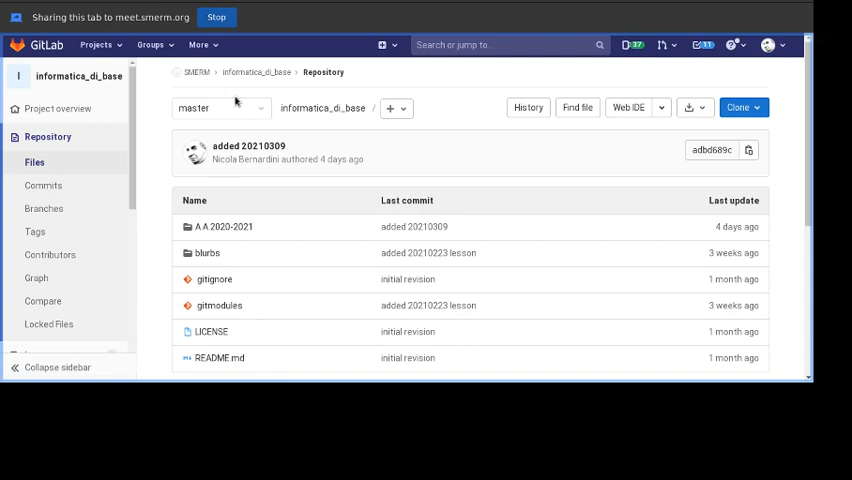 Sharing this tab to meet.smerm.org Stop
GitLab Projects Groups More Search or jump to... 37 11
I informatica_di_base
SMERM › informatica_di_base › Repository
Project overview
master informatica_di_base / + History Find file Web IDE Clone
Repository
added 20210309
Nicola Bernardini authored 4 days ago
adbd689c
Files
Commits
Branches
Tags
Contributors
Graph
Compare
Locked Files
Collapse sidebar
Name Last commit Last update
A.A.2020-2021 added 20210309 4 days ago
blurbs added 20210223 lesson 3 weeks ago
.gitignore initial revision 1 month ago
.gitmodules added 20210223 lesson 3 weeks ago
LICENSE initial revision 1 month ago
README.md initial revision 1 month ago